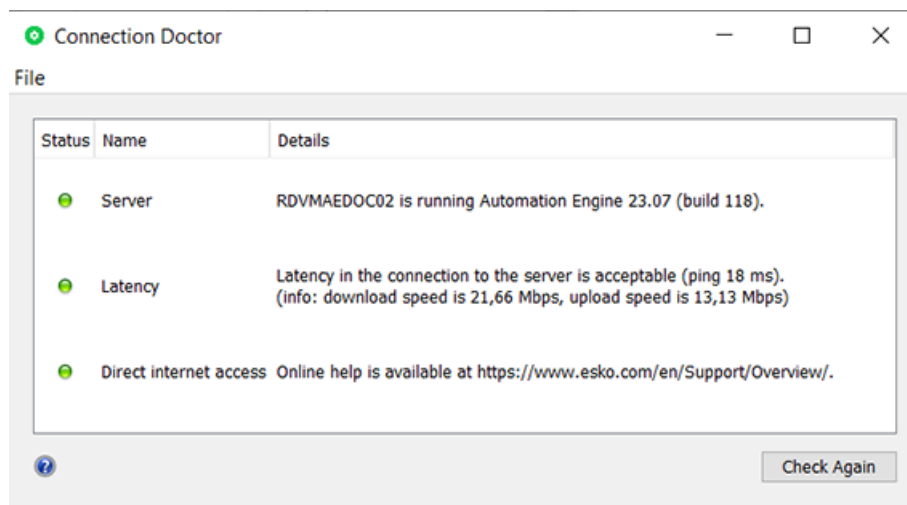 Connection Doctor
File
Status Name Details
Server RDVMAEDOC02 is running Automation Engine 23.07 (build 118).
Latency Latency in the connection to the server is acceptable (ping 18 ms).
(info: download speed is 21,66 Mbps, upload speed is 13,13 Mbps)
Direct internet access Online help is available at https://www.esko.com/en/Support/Overview/.
? Check Again